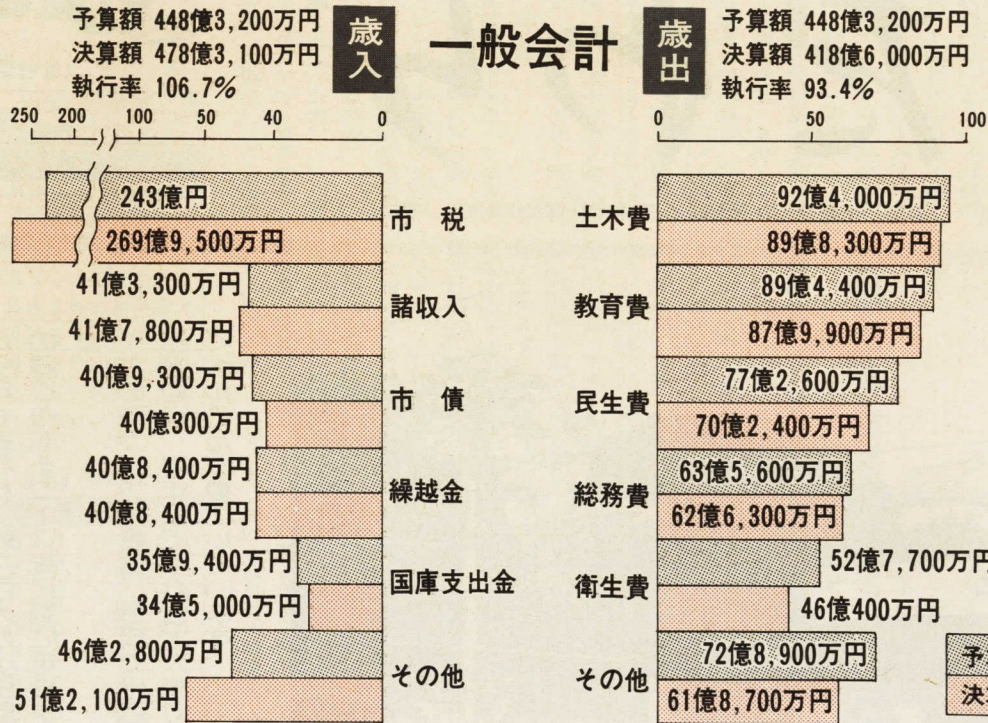 一般会計
歳入
予算額 448億3,200万円
決算額 478億3,100万円
執行率 106.7%
250 200 100 50 40 0
市 税
243億円
269億9,500万円
諸収入
41億3,300万円
41億7,800万円
市 債
40億9,300万円
40億300万円
繰越金
40億8,400万円
40億8,400万円
国庫支出金
35億9,400万円
34億5,000万円
その他
46億2,800万円
51億2,100万円
歳出
予算額 448億3,200万円
決算額 418億6,000万円
執行率 93.4%
0 50 100
土木費
92億4,000万円
89億8,300万円
教育費
89億4,400万円
87億9,900万円
民生費
77億2,600万円
70億2,400万円
総務費
63億5,600万円
62億6,300万円
衛生費
52億7,700万円
46億400万円
その他
72億8,900万円
61億8,700万円
予
決